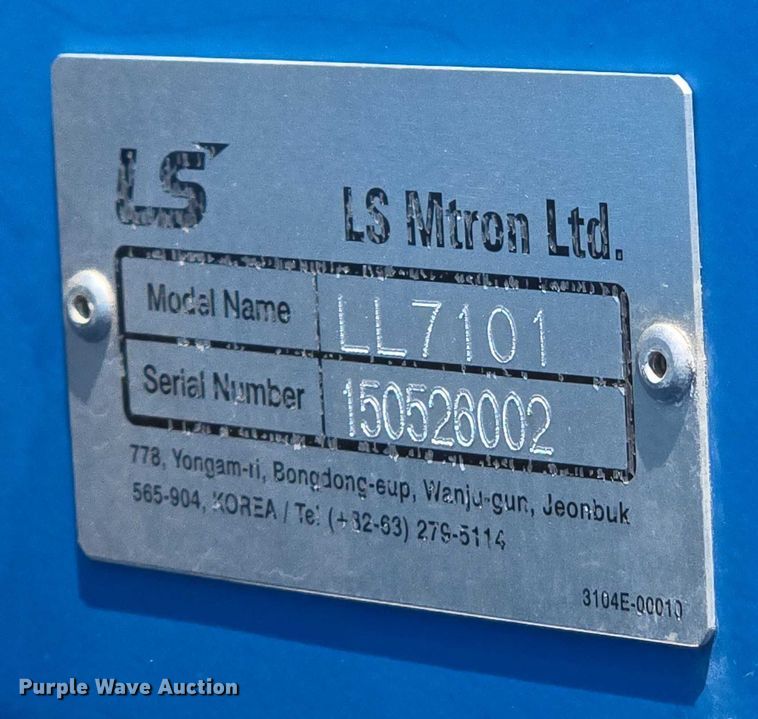 LS
LS Mtron Ltd.
Model Name LL7101
Serial Number 150526002
778, Yongam-ri, Bongdong-eup, Wanju-gun, Jeonbuk
565-904, KOREA / Tel (+82-63) 279-5114
3104E-00010
Purple Wave Auction